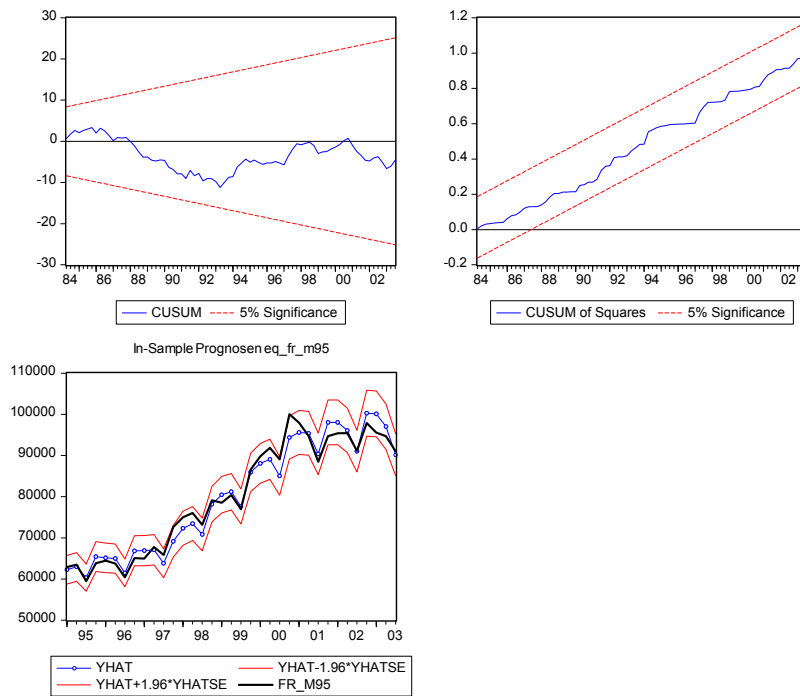 30
20
10
0
-10
-20
-30
84 86 88 90 92 94 96 98 00 02
CUSUM 5% Significance
1.2
1.0
0.8
0.6
0.4
0.2
0.0
-0.2
84 86 88 90 92 94 96 98 00 02
CUSUM of Squares 5% Significance
In-Sample Prognosen eq_fr_m95
110000
100000
90000
80000
70000
60000
50000
95 96 97 98 99 00 01 02 03
YHAT YHAT-1.96*YHATSE
YHAT+1.96*YHATSE FR_M95